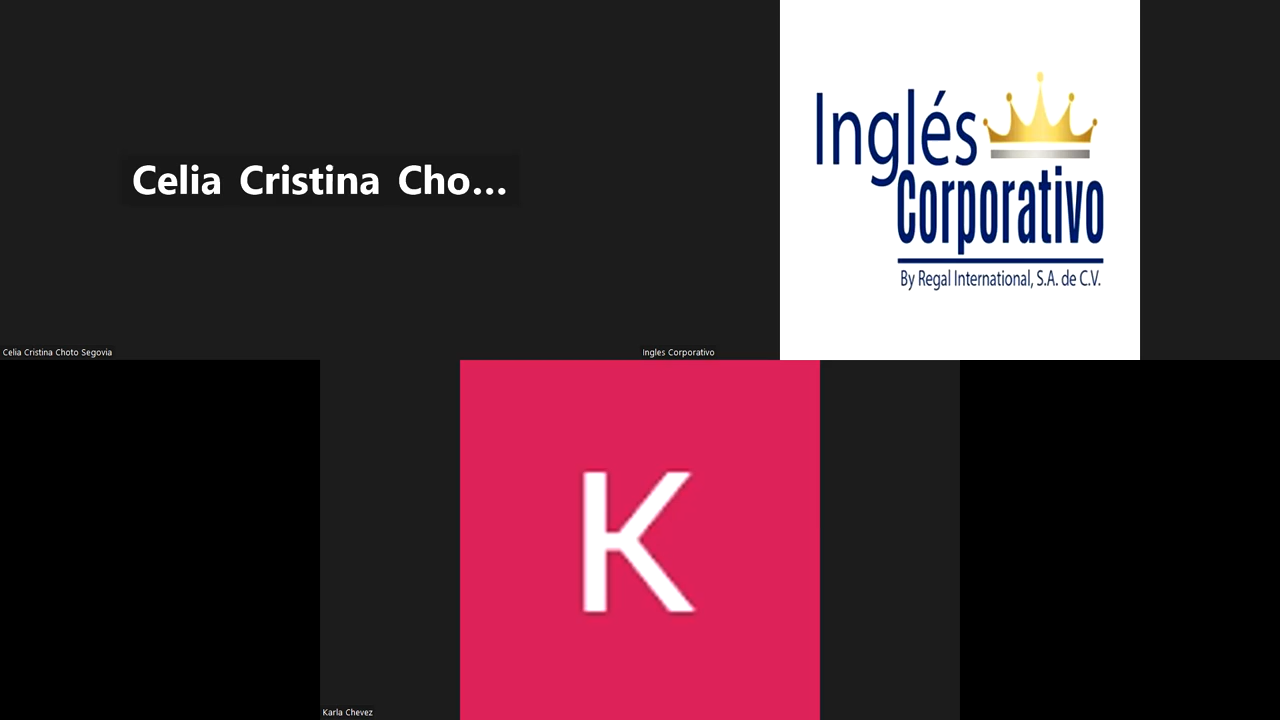 Celia Cristina Cho...
Celia Cristina Choto Segovia
Inglés
Corporativo
By Regal International, S.A. de C.V.
Ingles Corporativo
K
Karla Chevez